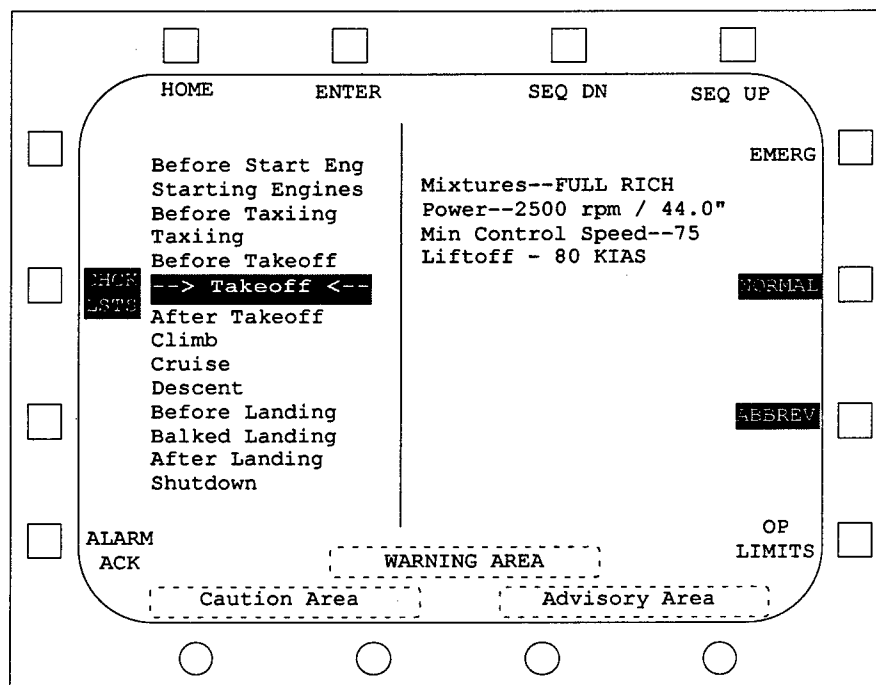 HOME
ENTER
SEQ DN
SEQ UP
EMERG
Before Start Eng
Starting Engines
Before Taxiing
Taxiing
Before Takeoff
--> Takeoff <--
After Takeoff
Climb
Cruise
Descent
Before Landing
Balked Landing
After Landing
Shutdown
Mixtures--FULL RICH
Power--2500 rpm / 44.0"
Min Control Speed--75
Liftoff - 80 KIAS
LSTS
NORMAL
ABBREV
ALARM
ACK
OP
LIMITS
WARNING AREA
Caution Area
Advisory Area